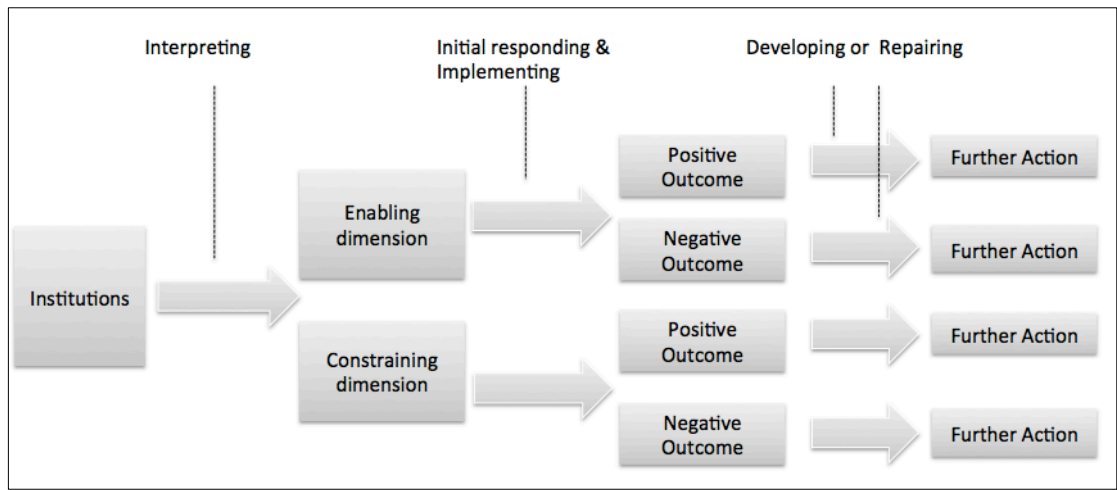 Interpreting
Initial responding &
Implementing
Developing or Repairing
Institutions
Enabling
dimension
Constraining
dimension
Positive
Outcome
Negative
Outcome
Positive
Outcome
Negative
Outcome
Further Action
Further Action
Further Action
Further Action